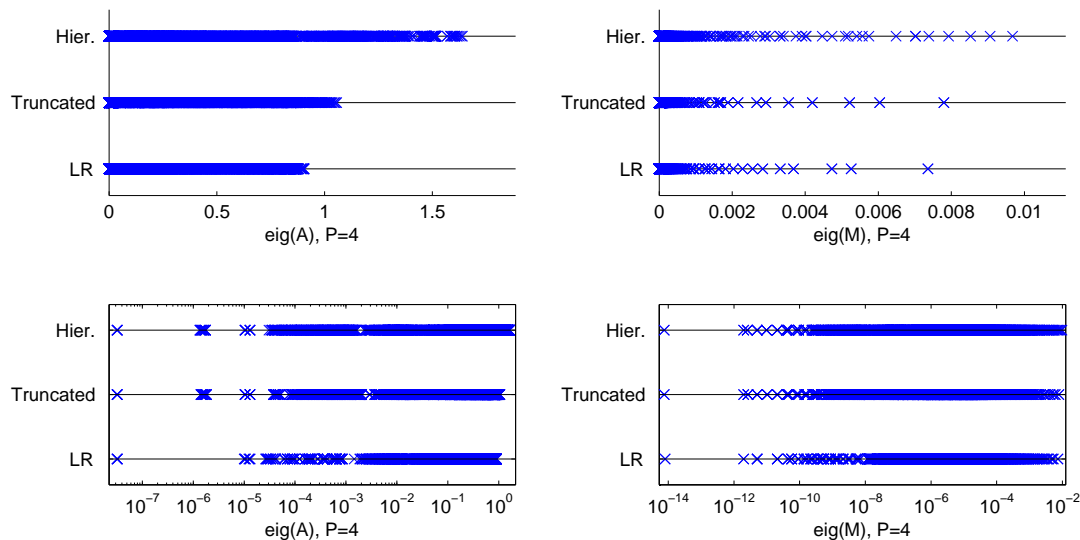 Hier.
Truncated
LR
0 0.5 1 1.5
eig(A), P=4
Hier.
Truncated
LR
0 0.002 0.004 0.006 0.008 0.01
eig(M), P=4
Hier.
Truncated
LR
10⁻⁷ 10⁻⁶ 10⁻⁵ 10⁻⁴ 10⁻³ 10⁻² 10⁻¹ 10⁰
eig(A), P=4
Hier.
Truncated
LR
10⁻¹⁴ 10⁻¹² 10⁻¹⁰ 10⁻⁸ 10⁻⁶ 10⁻⁴ 10⁻²
eig(M), P=4